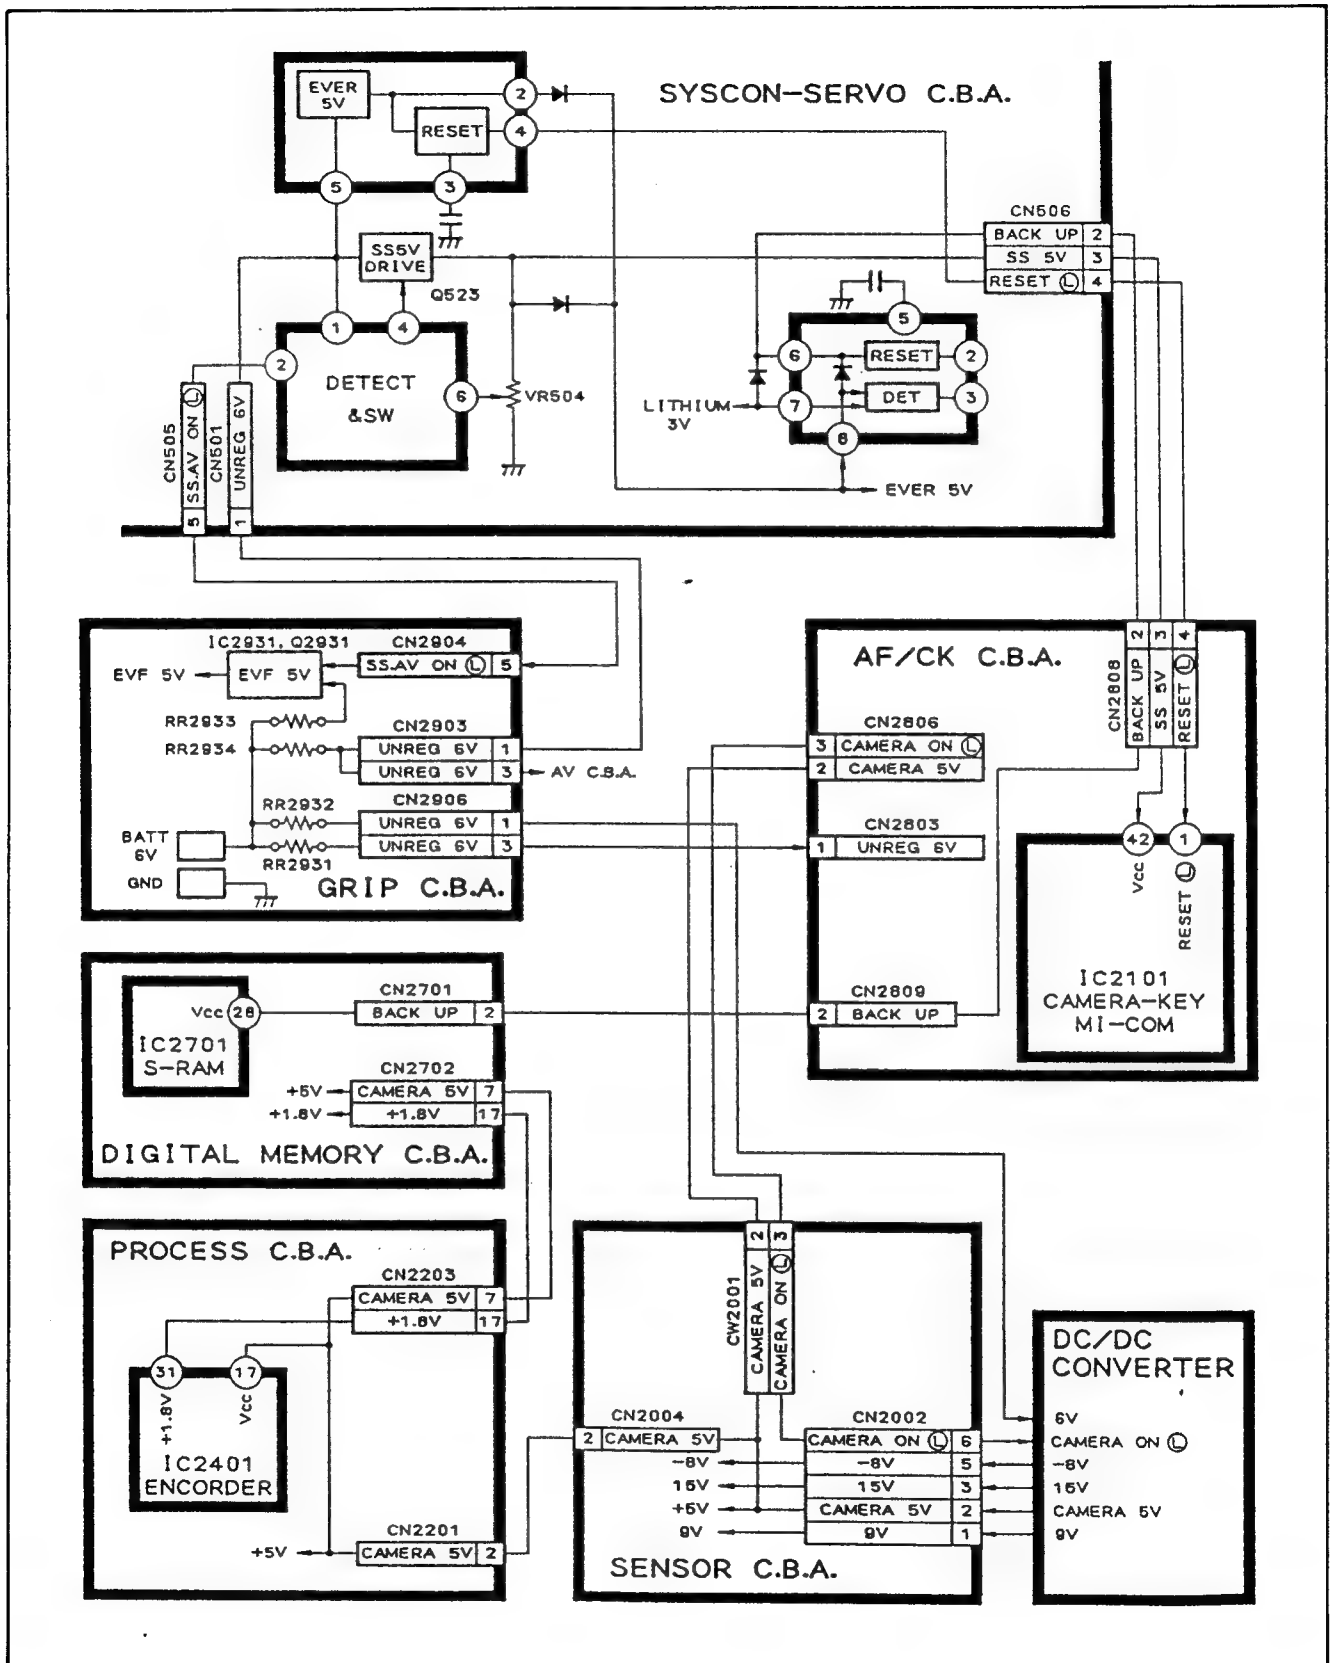 SYSCON-SERVO C.B.A.
EVER
5V
RESET
2
4
5
3
SS5V
DRIVE
Q523
1
4
2
DETECT
&SW
6
VR504
CN505
SS.AV ON Ⓛ
5
CN501
UNREG 6V
1
CN506
BACK UP 2
SS 5V 3
RESET Ⓛ 4
5
6
RESET
2
LITHIUM
3V
7
DET
3
8
EVER 5V
IC2931, Q2931
CN2904
EVF 5V
EVF 5V
SS.AV ON Ⓛ 5
RR2933
RR2934
CN2903
UNREG 6V 1
UNREG 6V 3
AV C.B.A.
CN2906
RR2932
UNREG 6V 1
UNREG 6V 3
RR2931
BATT
6V
GND
GRIP C.B.A.
AF/CK C.B.A.
CN2808
2 BACK UP
3 SS 5V
4 RESET Ⓛ
CN2806
3 CAMERA ON Ⓛ
2 CAMERA 5V
CN2803
1 UNREG 6V
42
1
Vcc
RESET Ⓛ
IC2101
CAMERA-KEY
MI-COM
CN2809
2 BACK UP
CN2701
BACK UP 2
Vcc 28
IC2701
S-RAM
CN2702
+5V
CAMERA 5V 7
+1.8V
+1.8V 17
DIGITAL MEMORY C.B.A.
PROCESS C.B.A.
CN2203
CAMERA 5V 7
+1.8V 17
31
17
+1.8V
Vcc
IC2401
ENCORDER
CN2201
+5V
CAMERA 5V 2
CW2001
2 CAMERA 5V
3 CAMERA ON Ⓛ
CN2004
2 CAMERA 5V
CN2002
CAMERA ON Ⓛ 6
-8V
-8V 5
15V
15V 3
+5V
CAMERA 5V 2
9V
9V 1
SENSOR C.B.A.
DC/DC
CONVERTER
6V
CAMERA ON Ⓛ
-8V
15V
CAMERA 5V
9V